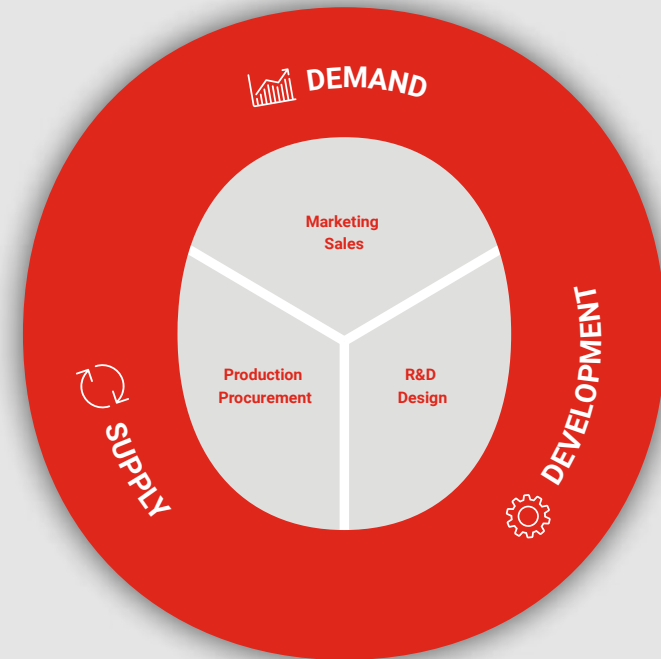 DEMAND
Marketing
Sales
Production
Procurement
R&D
Design
SUPPLY
DEVELOPMENT